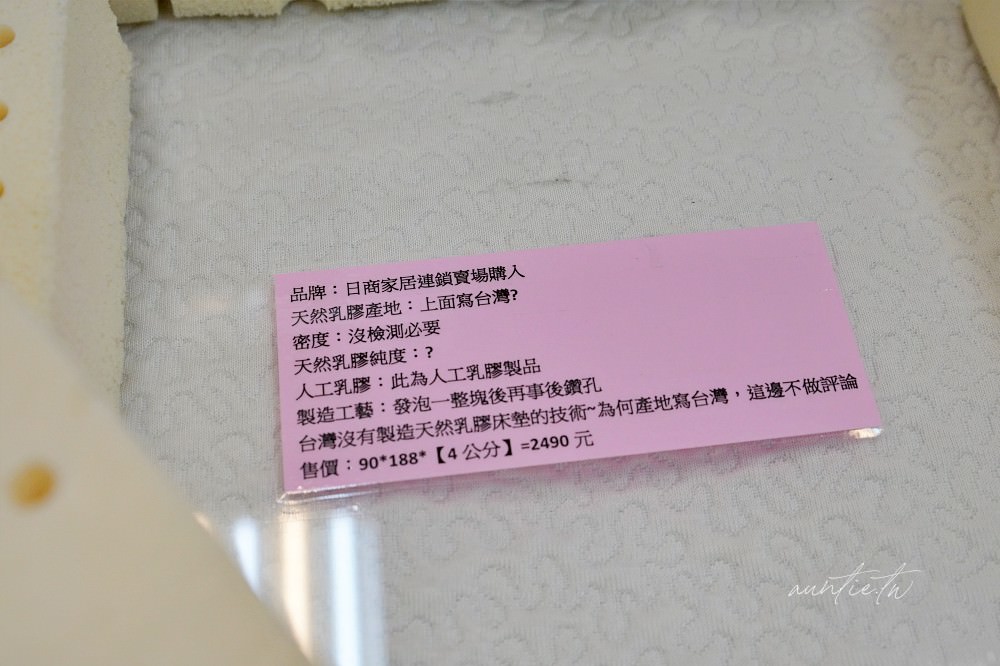 品牌：日商家居連鎖賣場購入
天然乳膠產地：上面寫台灣?
密度：沒檢測必要
天然乳膠純度：?
人工乳膠：此為人工乳膠製品
製造工藝：發泡一整塊後再事後鑽孔
台灣沒有製造天然乳膠床墊的技術~為何產地寫台灣，這邊不做評論
售價：90*188*【4 公分】=2490 元
auntie.tw